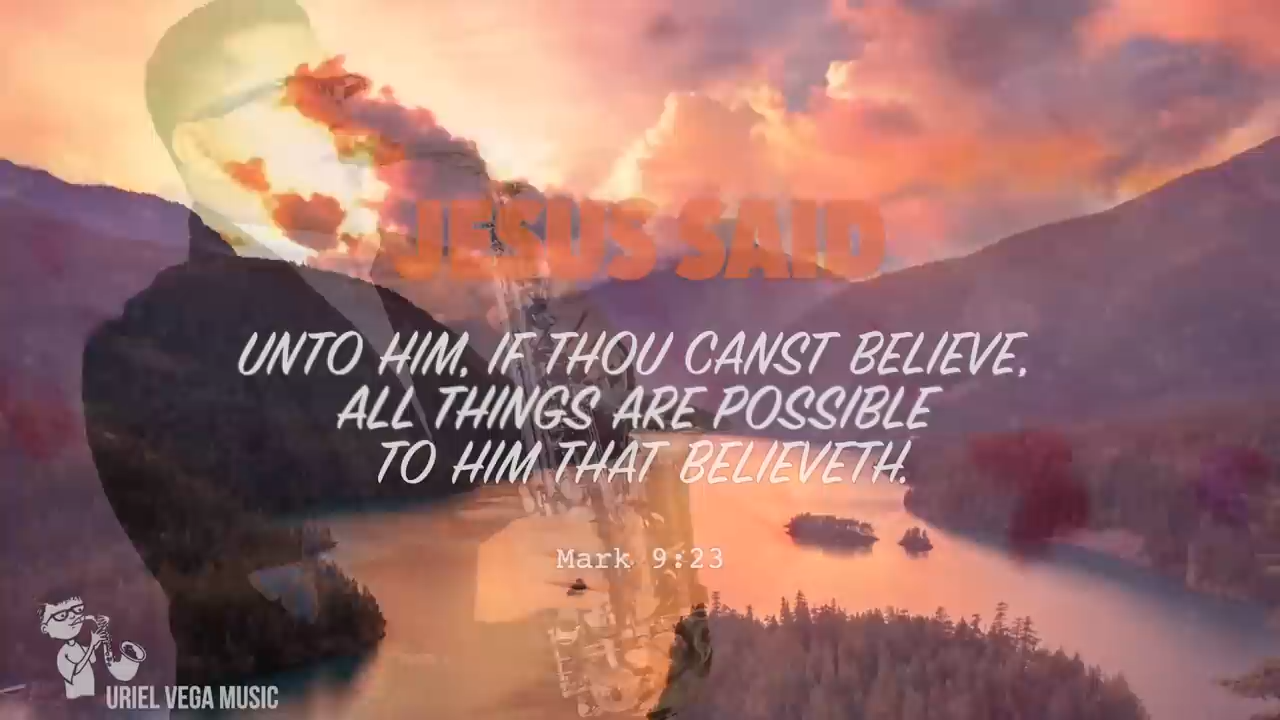 JESUS SAID
UNTO HIM, IF THOU CANST BELIEVE,
ALL THINGS ARE POSSIBLE
TO HIM THAT BELIEVETH.
Mark 9:23
URIEL VEGA MUSIC